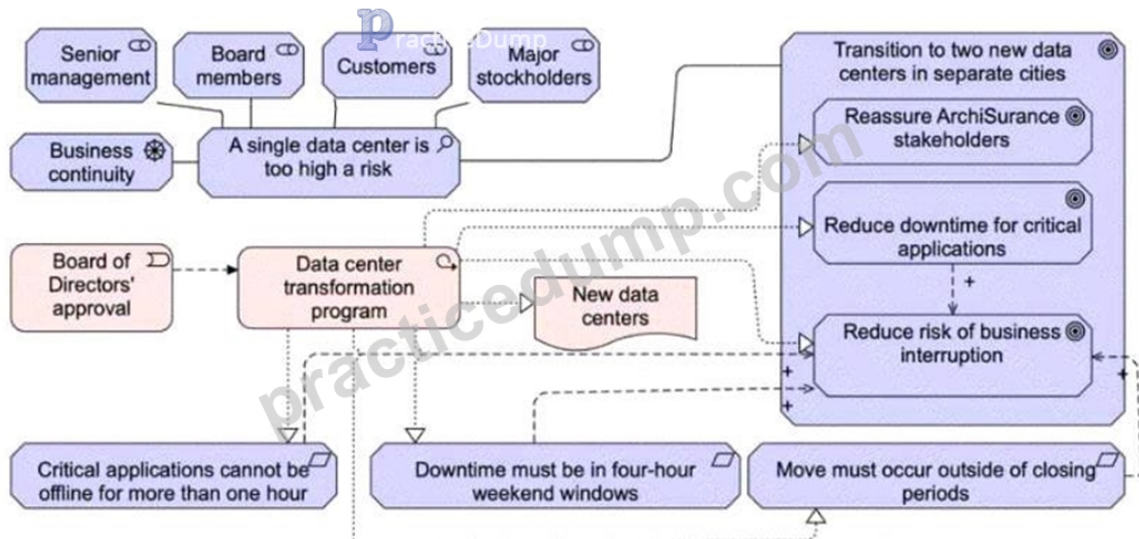 PracticeDump
Senior
management
Board
members
Customers
Major
stockholders
Transition to two new data
centers in separate cities
Reassure ArchiSurance
stakeholders
Business
continuity
A single data center is
too high a risk
Reduce downtime for critical
applications
+
Board of
Directors'
approval
Data center
transformation
program
New data
centers
Reduce risk of business
interruption
+
+
+
Critical applications cannot be
offline for more than one hour
Downtime must be in four-hour
weekend windows
Move must occur outside of closing
periods
practicedump.com